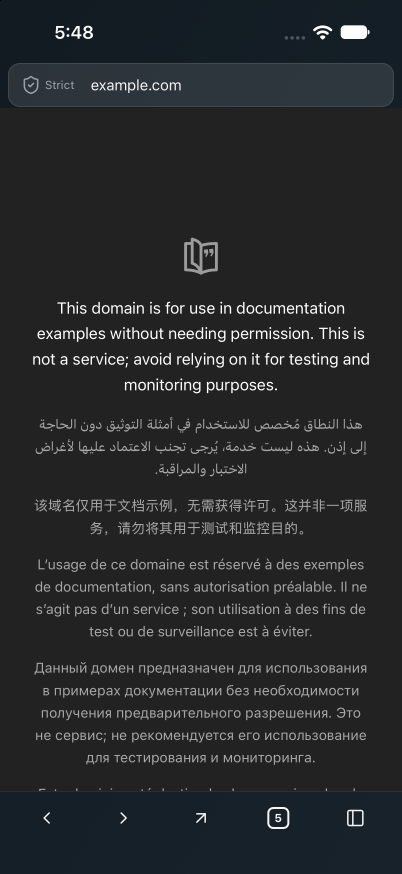 5:48
Strict example.com
This domain is for use in documentation
examples without needing permission. This is
not a service; avoid relying on it for testing and
monitoring purposes.
هذا النطاق مُخصص للاستخدام في أمثلة التوثيق دون الحاجة
إلى إذن. هذه ليست خدمة، يُرجى تجنب الاعتماد عليها لأغراض
الاختبار والمراقبة.
该域名仅用于文档示例，无需获得许可。这并非一项服
务，请勿将其用于测试和监控目的。
L’usage de ce domaine est réservé à des exemples
de documentation, sans autorisation préalable. Il ne
s’agit pas d’un service ; son utilisation à des fins de
test ou de surveillance est à éviter.
Данный домен предназначен для использования
в примерах документации без необходимости
получения предварительного разрешения. Это
не сервис; не рекомендуется его использование
для тестирования и мониторинга.
5